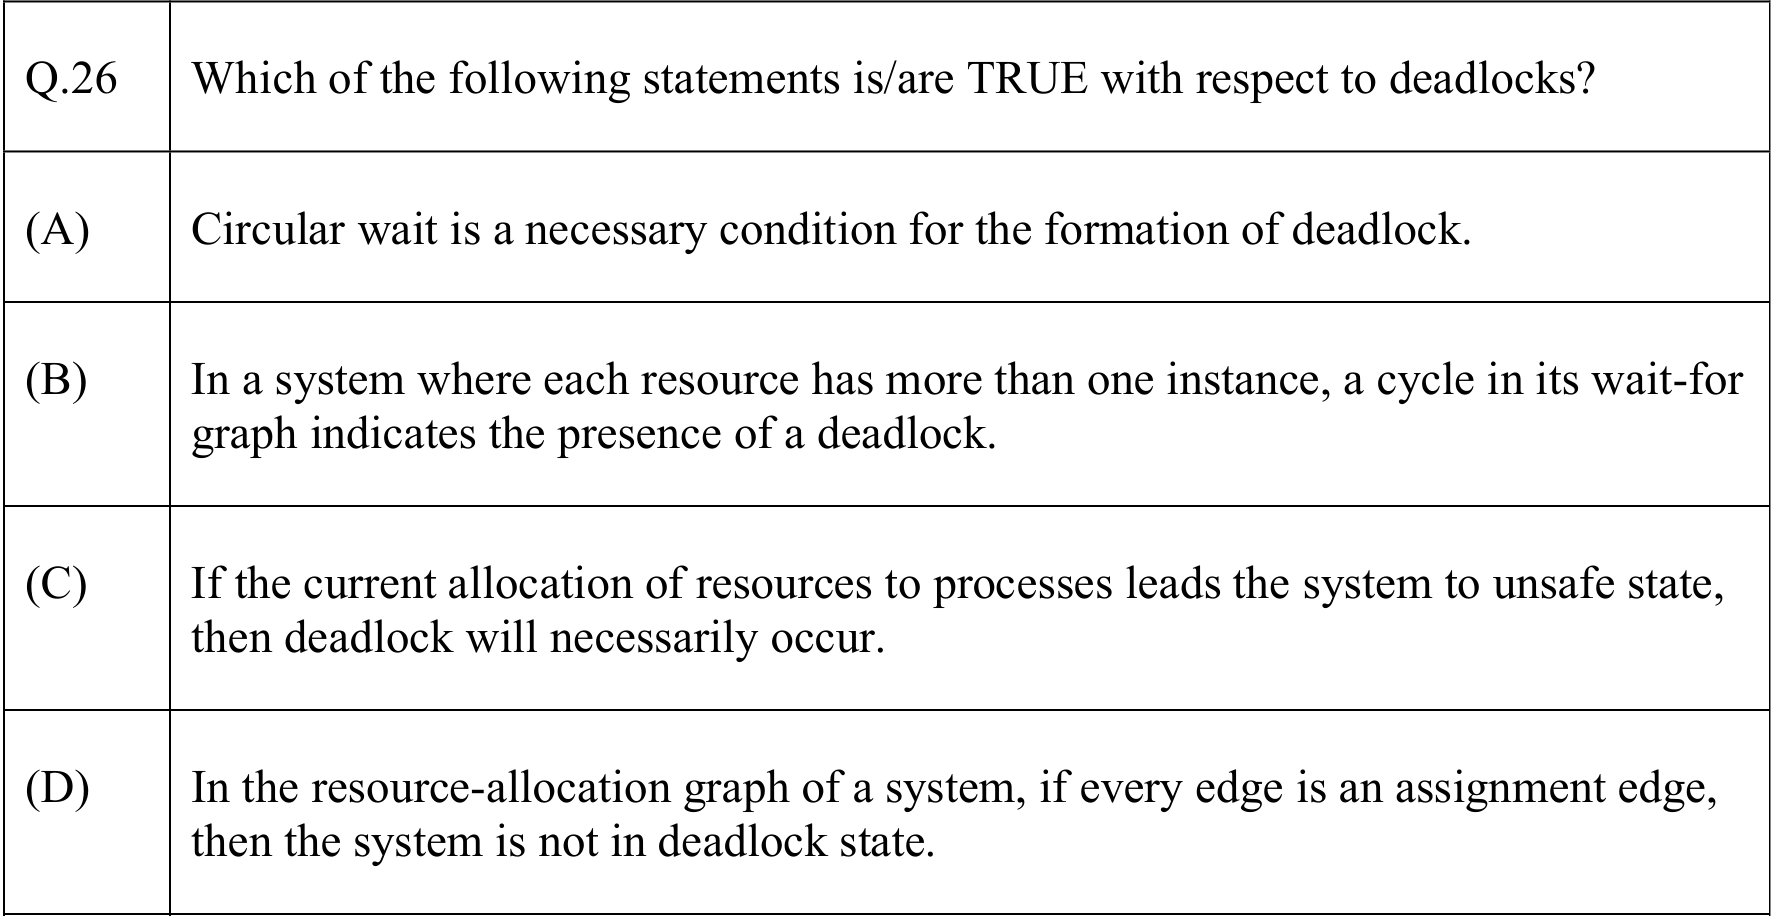 Q.26 Which of the following statements is/are TRUE with respect to deadlocks?
(A) Circular wait is a necessary condition for the formation of deadlock.
(B) In a system where each resource has more than one instance, a cycle in its wait-for
graph indicates the presence of a deadlock.
(C) If the current allocation of resources to processes leads the system to unsafe state,
then deadlock will necessarily occur.
(D) In the resource-allocation graph of a system, if every edge is an assignment edge,
then the system is not in deadlock state.